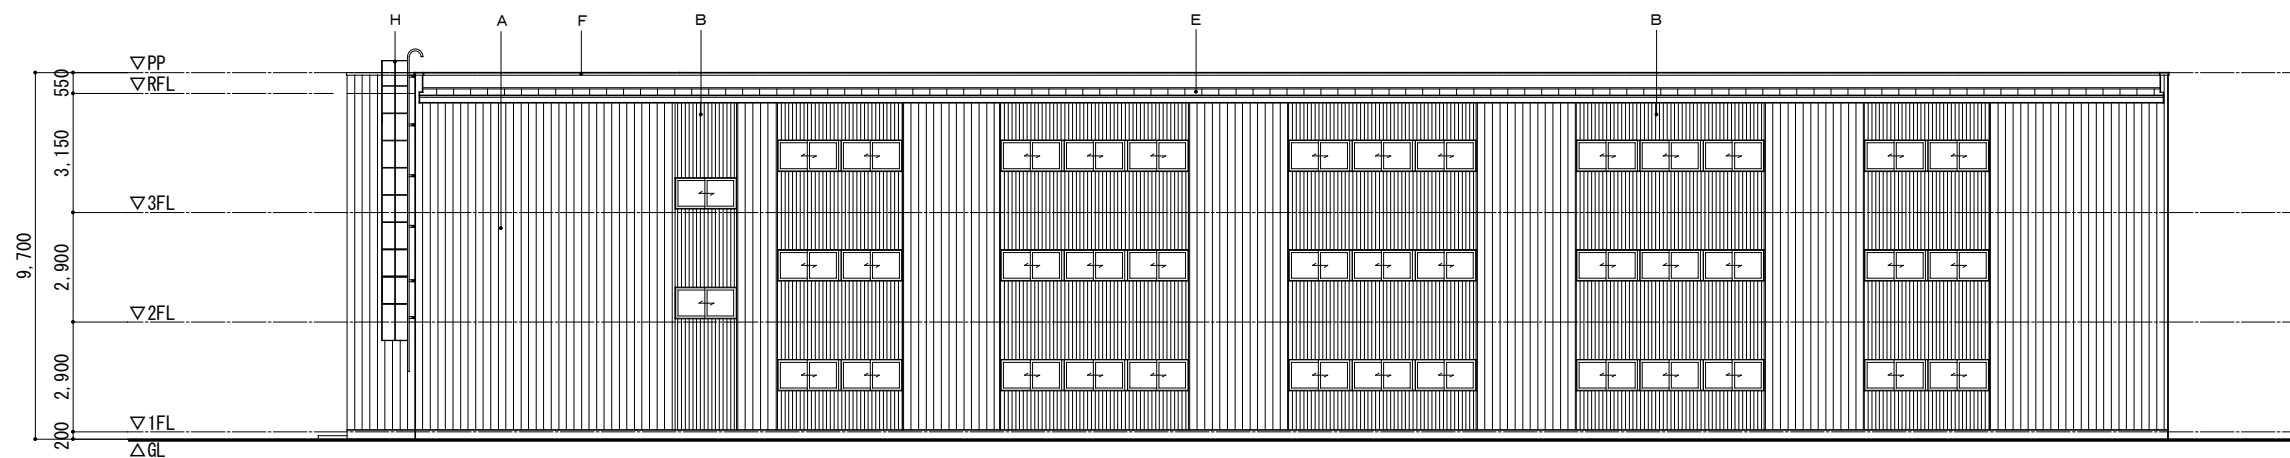 H
A
F
B
E
B
▽PP
550
▽RFL
3,150
▽3FL
9,700
2,900
▽2FL
2,900
▽1FL
200
△GL